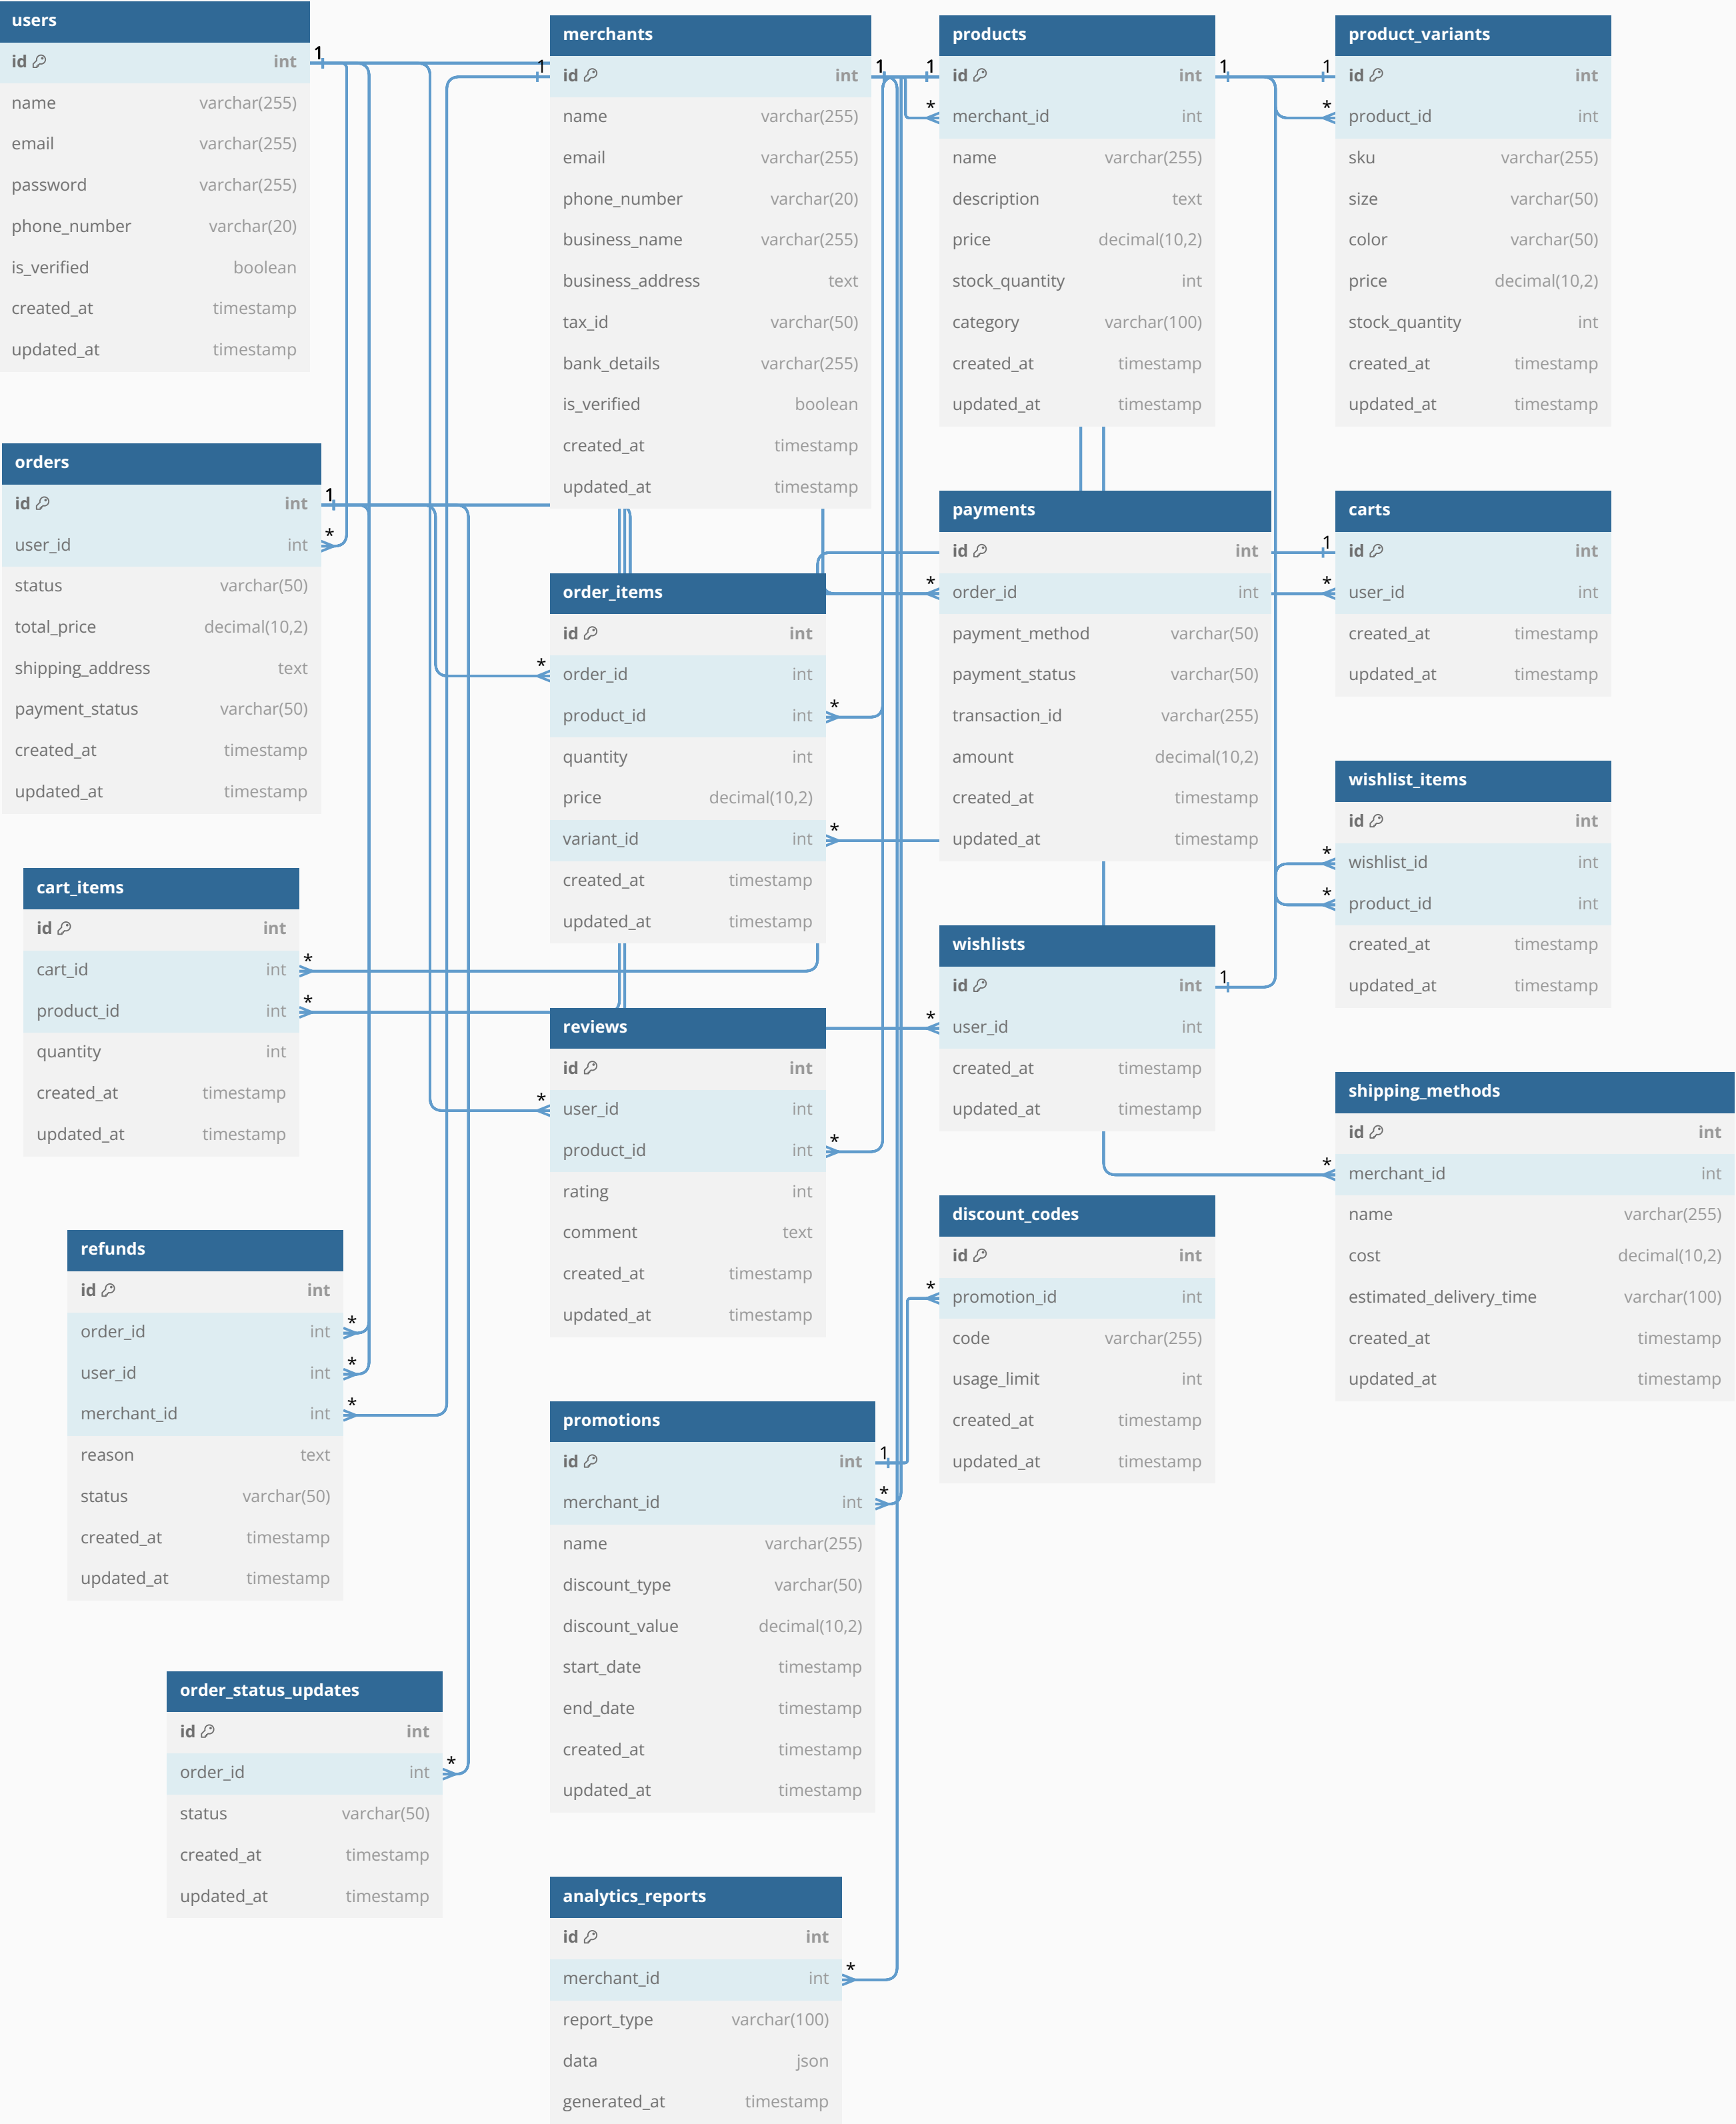 users
id int
name varchar(255)
email varchar(255)
password varchar(255)
phone_number varchar(20)
is_verified boolean
created_at timestamp
updated_at timestamp
1
merchants
1
id int
1
name varchar(255)
email varchar(255)
phone_number varchar(20)
business_name varchar(255)
business_address text
tax_id varchar(50)
bank_details varchar(255)
is_verified boolean
created_at timestamp
updated_at timestamp
products
1
id int
1
*
merchant_id int
name varchar(255)
description text
price decimal(10,2)
stock_quantity int
category varchar(100)
created_at timestamp
updated_at timestamp
product_variants
1
id int
*
product_id int
sku varchar(255)
size varchar(50)
color varchar(50)
price decimal(10,2)
stock_quantity int
created_at timestamp
updated_at timestamp
orders
id int
1
user_id int
*
status varchar(50)
total_price decimal(10,2)
shipping_address text
payment_status varchar(50)
created_at timestamp
updated_at timestamp
order_items
id int
*
order_id int
product_id int
*
quantity int
price decimal(10,2)
variant_id int
*
created_at timestamp
updated_at timestamp
payments
id int
*
order_id int
payment_method varchar(50)
payment_status varchar(50)
transaction_id varchar(255)
amount decimal(10,2)
created_at timestamp
updated_at timestamp
carts
1
id int
*
user_id int
created_at timestamp
updated_at timestamp
cart_items
id int
cart_id int
*
product_id int
*
quantity int
created_at timestamp
updated_at timestamp
reviews
id int
*
user_id int
product_id int
*
rating int
comment text
created_at timestamp
updated_at timestamp
wishlists
id int
1
*
user_id int
created_at timestamp
updated_at timestamp
wishlist_items
id int
*
wishlist_id int
*
product_id int
created_at timestamp
updated_at timestamp
shipping_methods
id int
*
merchant_id int
name varchar(255)
cost decimal(10,2)
estimated_delivery_time varchar(100)
created_at timestamp
updated_at timestamp
refunds
id int
order_id int
*
user_id int
*
merchant_id int
*
reason text
status varchar(50)
created_at timestamp
updated_at timestamp
discount_codes
id int
*
promotion_id int
code varchar(255)
usage_limit int
created_at timestamp
updated_at timestamp
promotions
id int
1
merchant_id int
*
name varchar(255)
discount_type varchar(50)
discount_value decimal(10,2)
start_date timestamp
end_date timestamp
created_at timestamp
updated_at timestamp
order_status_updates
id int
order_id int
*
status varchar(50)
created_at timestamp
updated_at timestamp
analytics_reports
id int
merchant_id int
*
report_type varchar(100)
data json
generated_at timestamp